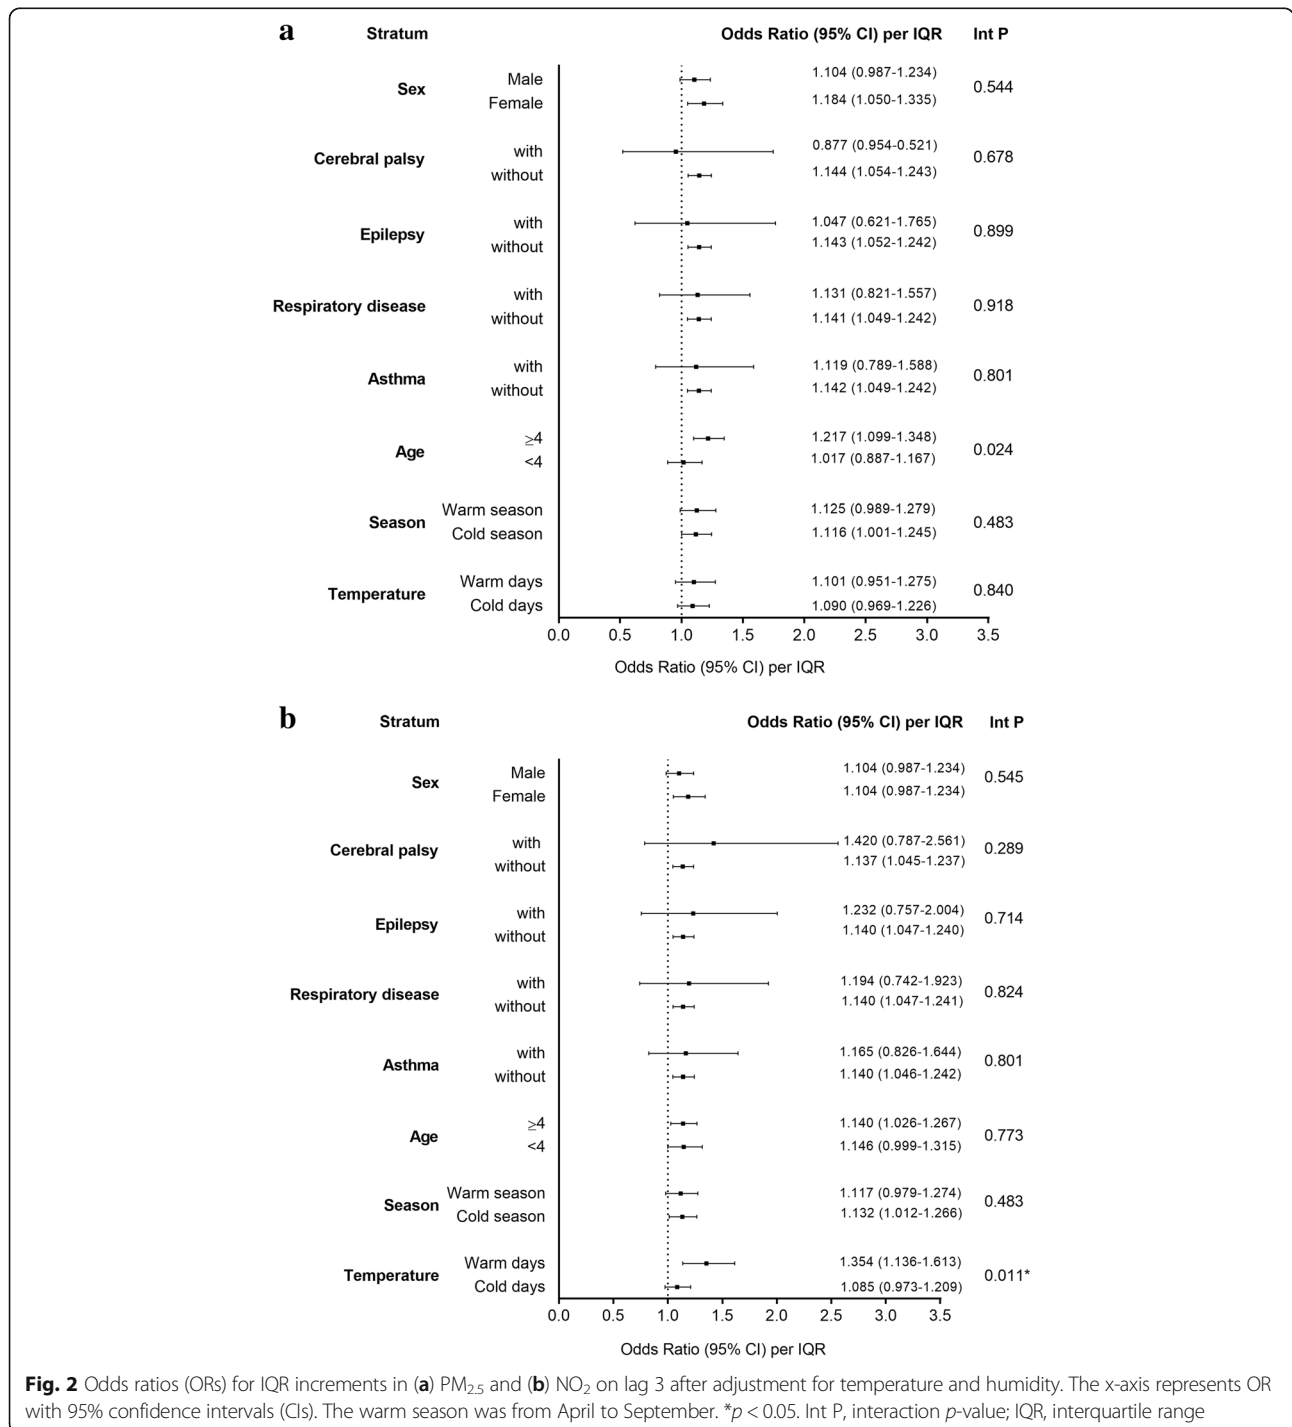 a Stratum Odds Ratio (95% CI) per IQR Int P
Sex Male 1.104 (0.987-1.234) 0.544
Female 1.184 (1.050-1.335)
Cerebral palsy with 0.877 (0.954-0.521) 0.678
without 1.144 (1.054-1.243)
Epilepsy with 1.047 (0.621-1.765) 0.899
without 1.143 (1.052-1.242)
Respiratory disease with 1.131 (0.821-1.557) 0.918
without 1.141 (1.049-1.242)
Asthma with 1.119 (0.789-1.588) 0.801
without 1.142 (1.049-1.242)
Age ≥4 1.217 (1.099-1.348) 0.024
<4 1.017 (0.887-1.167)
Season Warm season 1.125 (0.989-1.279) 0.483
Cold season 1.116 (1.001-1.245)
Temperature Warm days 1.101 (0.951-1.275) 0.840
Cold days 1.090 (0.969-1.226)
0.0 0.5 1.0 1.5 2.0 2.5 3.0 3.5
Odds Ratio (95% CI) per IQR
b Stratum Odds Ratio (95% CI) per IQR Int P
Sex Male 1.104 (0.987-1.234) 0.545
Female 1.104 (0.987-1.234)
Cerebral palsy with 1.420 (0.787-2.561) 0.289
without 1.137 (1.045-1.237)
Epilepsy with 1.232 (0.757-2.004) 0.714
without 1.140 (1.047-1.240)
Respiratory disease with 1.194 (0.742-1.923) 0.824
without 1.140 (1.047-1.241)
Asthma with 1.165 (0.826-1.644) 0.801
without 1.140 (1.046-1.242)
Age ≥4 1.140 (1.026-1.267) 0.773
<4 1.146 (0.999-1.315)
Season Warm season 1.117 (0.979-1.274) 0.483
Cold season 1.132 (1.012-1.266)
Temperature Warm days 1.354 (1.136-1.613) 0.011*
Cold days 1.085 (0.973-1.209)
0.0 0.5 1.0 1.5 2.0 2.5 3.0 3.5
Odds Ratio (95% CI) per IQR
Fig. 2 Odds ratios (ORs) for IQR increments in (a) PM2.5 and (b) NO2 on lag 3 after adjustment for temperature and humidity. The x-axis represents OR
with 95% confidence intervals (CIs). The warm season was from April to September. *p < 0.05. Int P, interaction p-value; IQR, interquartile range